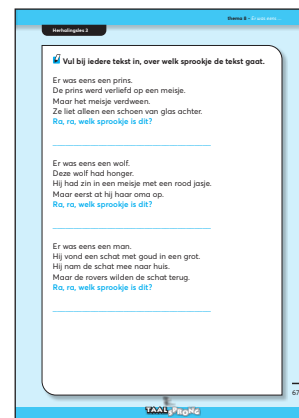 thema 8 • Er was eens ...
Herhalingsles 3
Vul bij iedere tekst in, over welk sprookje de tekst gaat.
Er was eens een prins.
De prins werd verliefd op een meisje.
Maar het meisje verdween.
Ze liet alleen een schoen van glas achter.
Ra, ra, welk sprookje is dit?
Er was eens een wolf.
Deze wolf had honger.
Hij had zin in een meisje met een rood jasje.
Maar eerst at hij haar oma op.
Ra, ra, welk sprookje is dit?
Er was eens een man.
Hij vond een schat met goud in een grot.
Hij nam de schat mee naar huis.
Maar de rovers wilden de schat terug.
Ra, ra, welk sprookje is dit?
67
TAALSPRONG